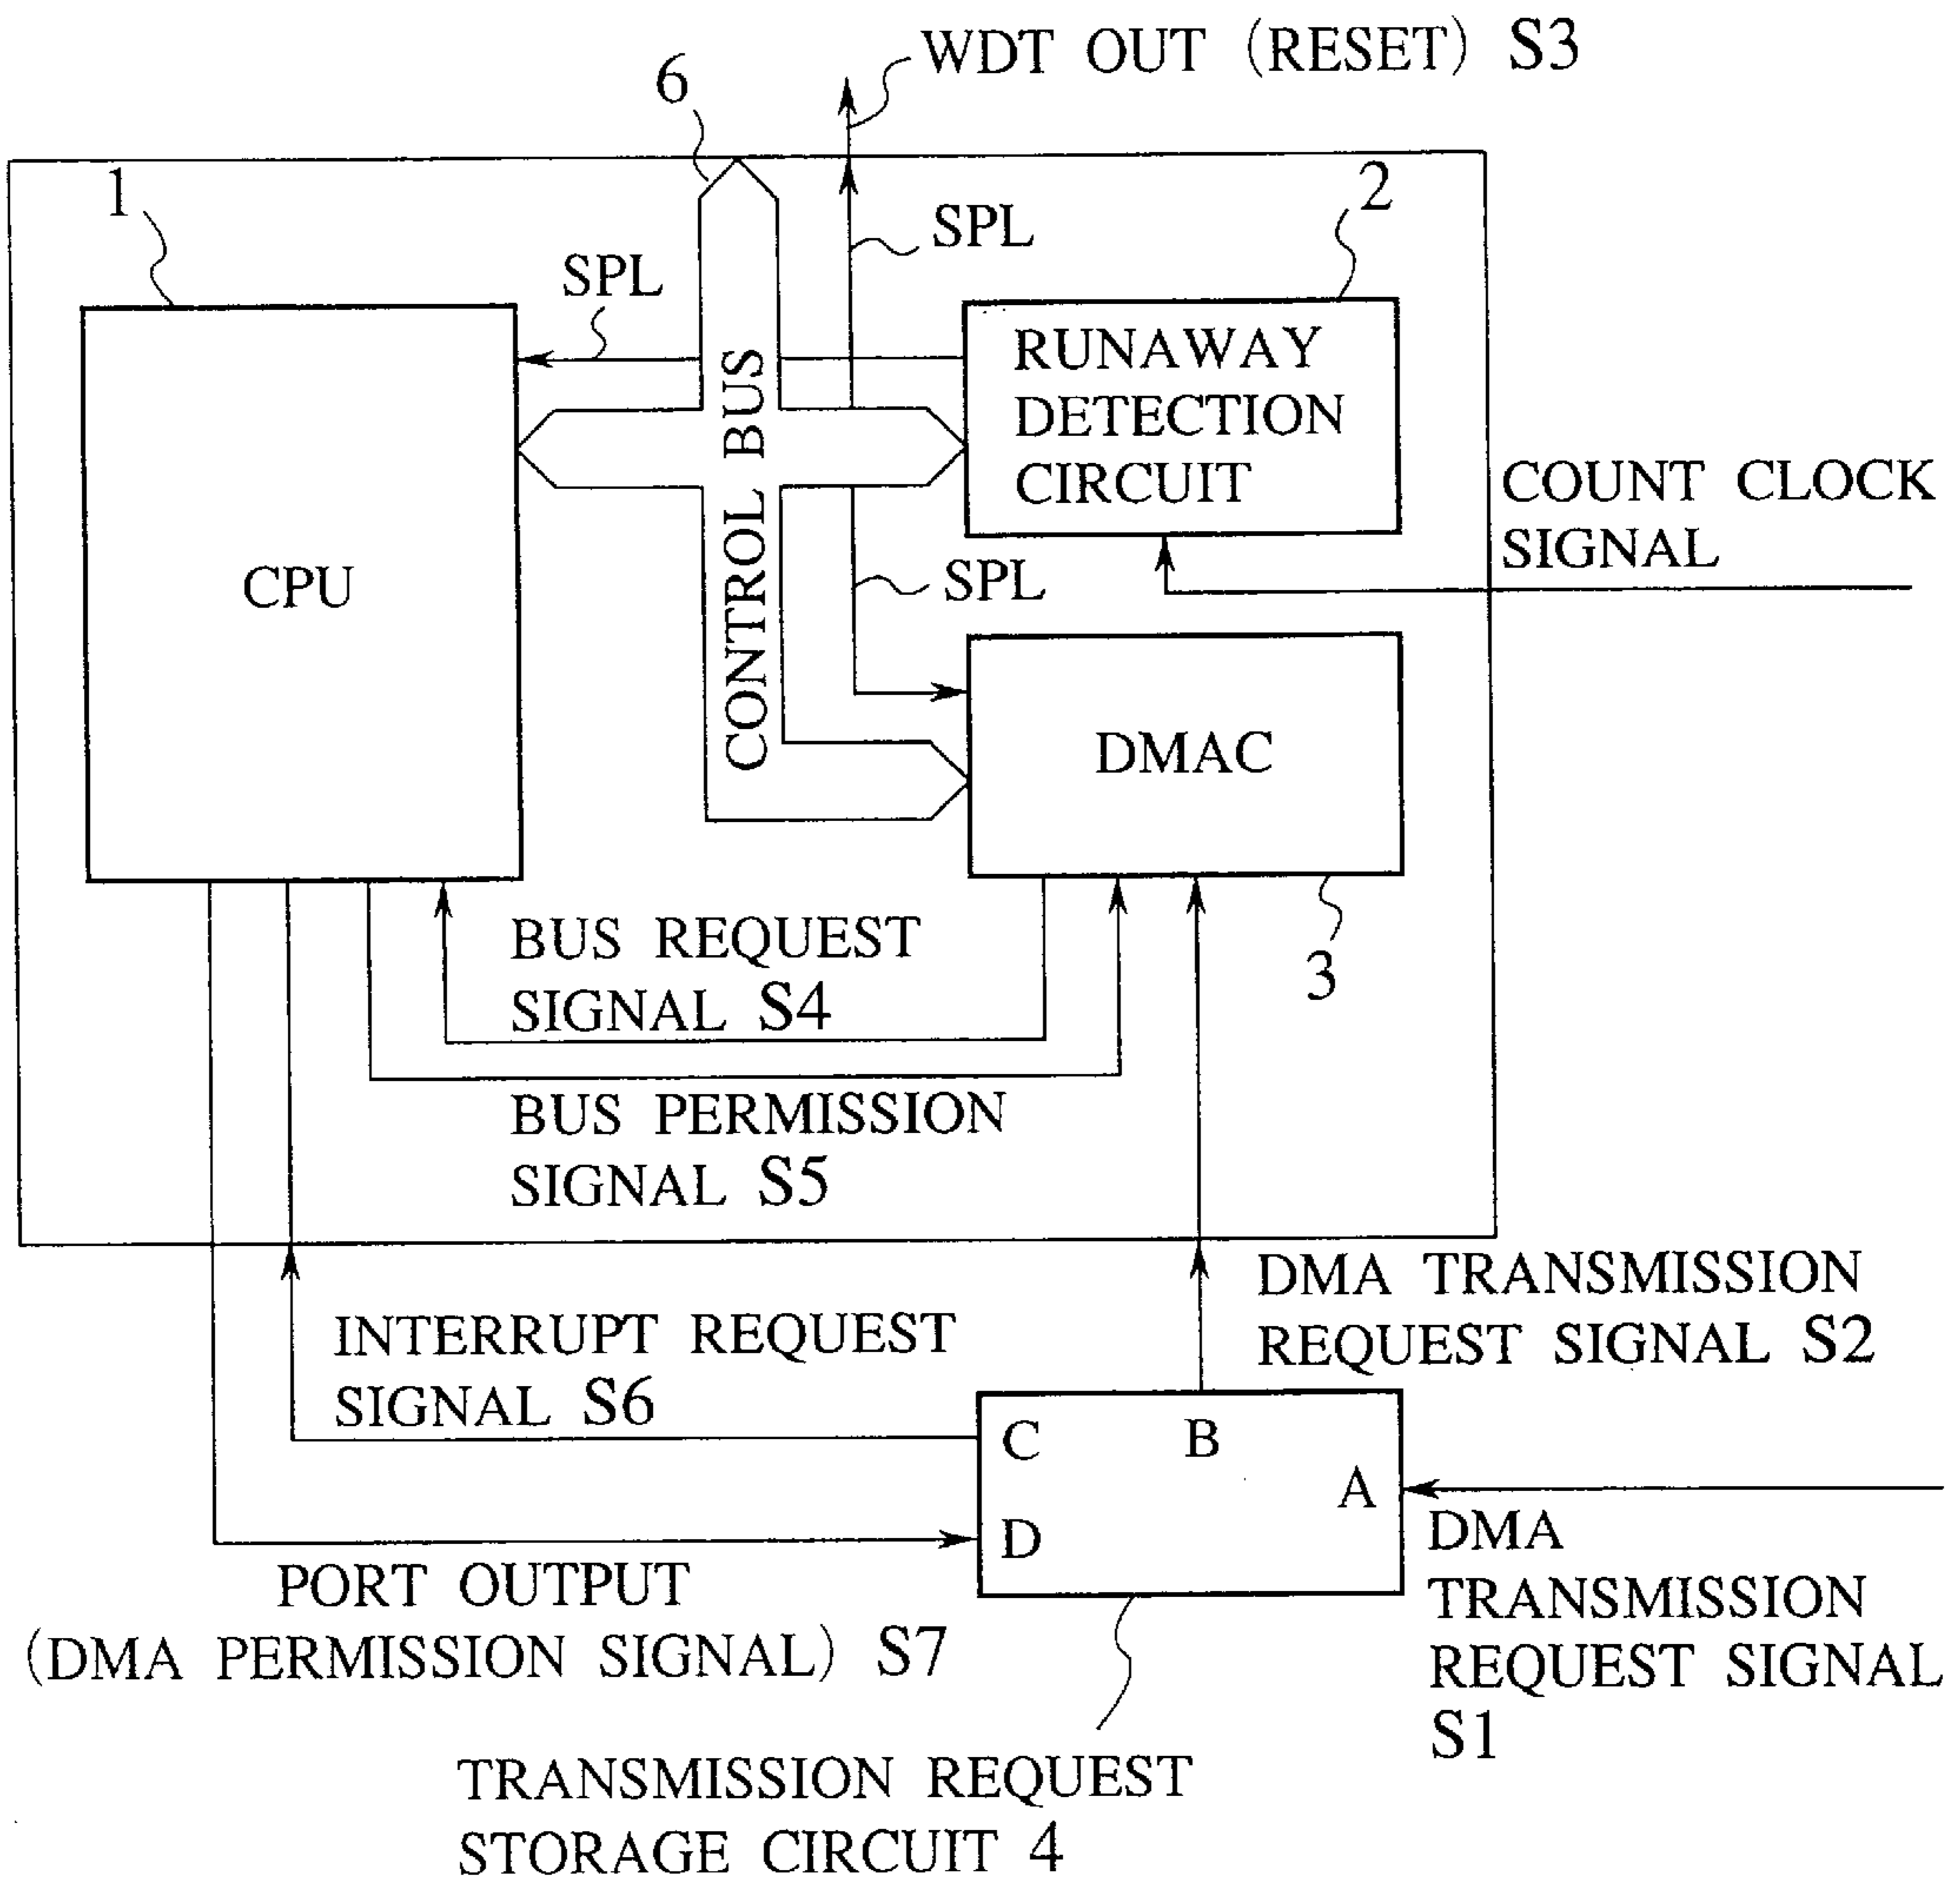 WDT OUT (RESET) S3
6
1
2
SPL
SPL
RUNAWAY
DETECTION
CIRCUIT
CONTROL BUS
COUNT CLOCK
SIGNAL
CPU
SPL
DMAC
BUS REQUEST
SIGNAL S4
3
BUS PERMISSION
SIGNAL S5
DMA TRANSMISSION
REQUEST SIGNAL S2
INTERRUPT REQUEST
SIGNAL S6
C
B
A
D
DMA
TRANSMISSION
REQUEST SIGNAL
S1
PORT OUTPUT
(DMA PERMISSION SIGNAL) S7
TRANSMISSION REQUEST
STORAGE CIRCUIT 4